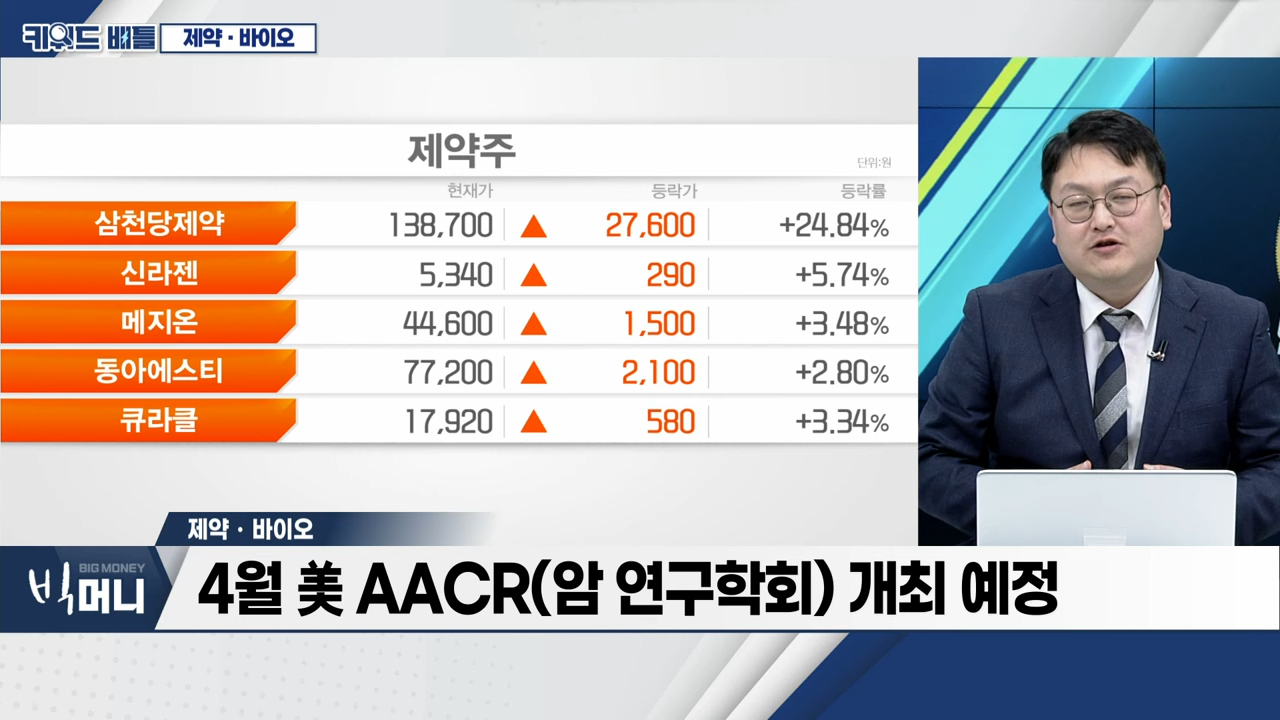 키워드 배틀 제약·바이오
제약주
단위:원
현재가 등락가 등락률
삼천당제약 138,700 ▲ 27,600 +24.84%
신라젠 5,340 ▲ 290 +5.74%
메지온 44,600 ▲ 1,500 +3.48%
동아에스티 77,200 ▲ 2,100 +2.80%
큐라클 17,920 ▲ 580 +3.34%
제약·바이오
BIG MONEY
빅머니
4월 美 AACR(암 연구학회) 개최 예정